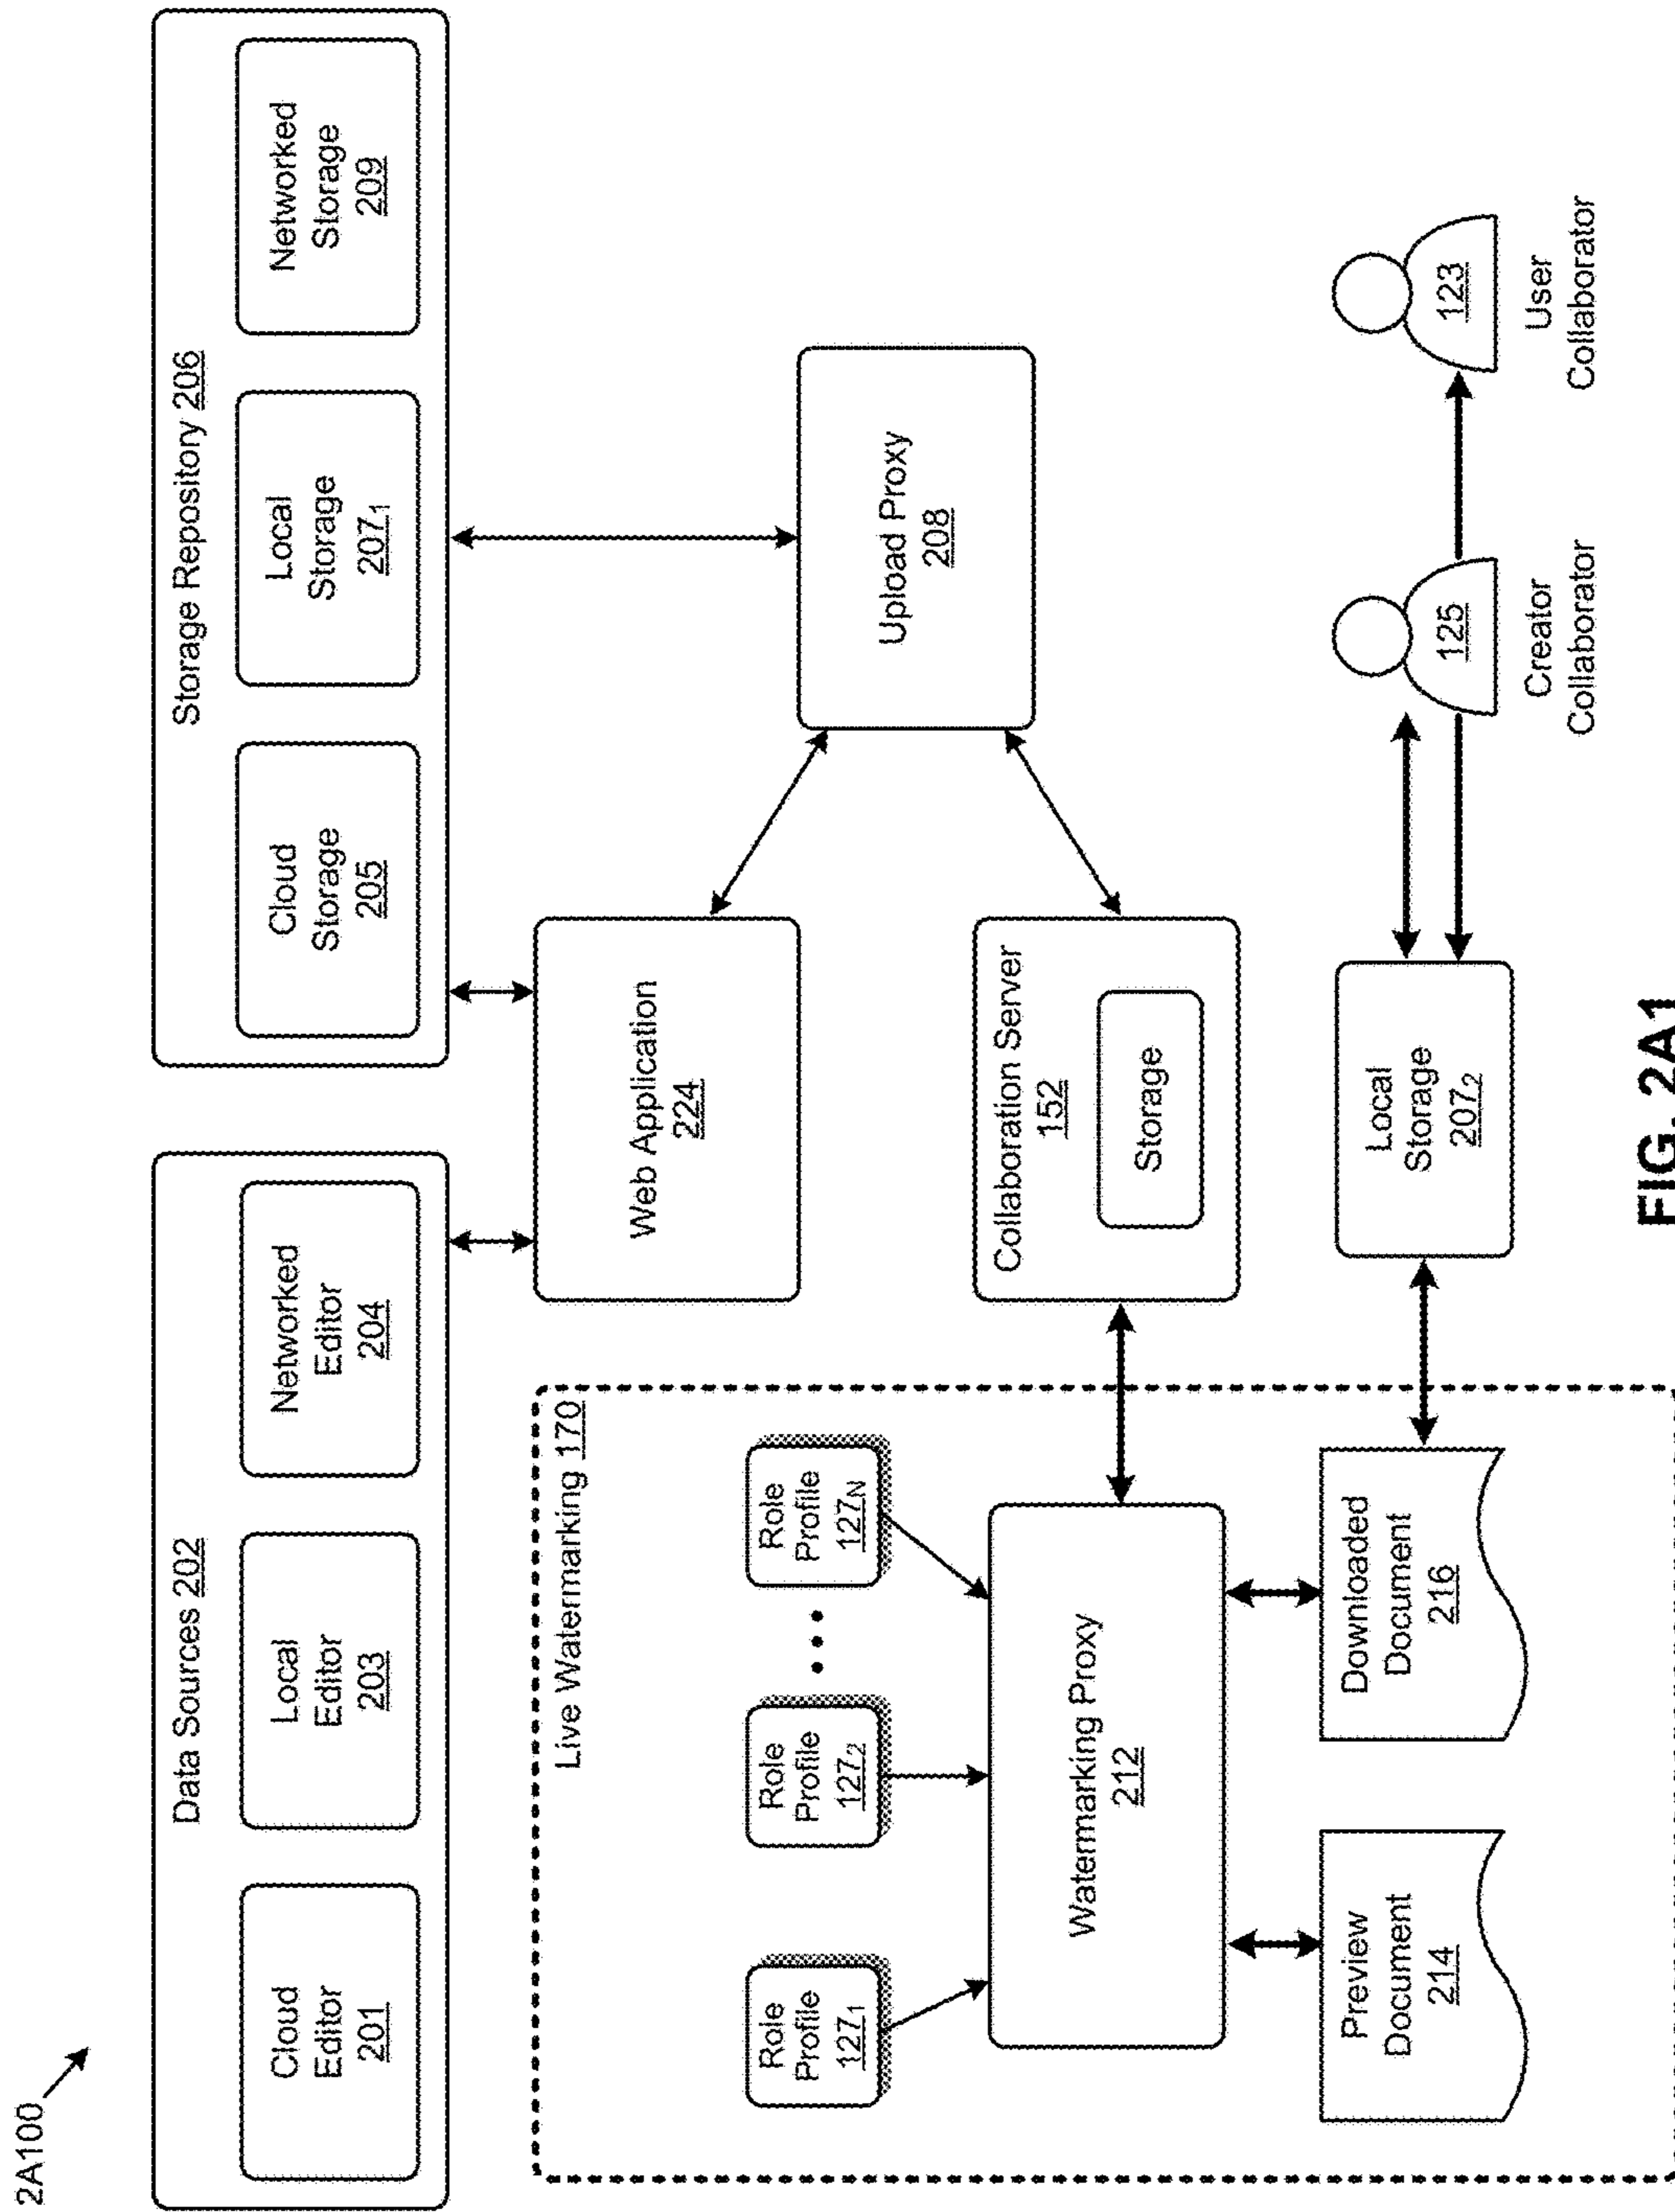 2A100
Data Sources 202
Cloud
Editor
201
Local
Editor
203
Networked
Editor
204
Storage Repository 206
Cloud
Storage
205
Local
Storage
207₁
Networked
Storage
209
Live Watermarking 170
Role
Profile
127₁
Role
Profile
127₂
Role
Profile
127N
Web Application
224
Upload Proxy
208
Watermarking Proxy
212
Collaboration Server
152
Storage
Preview
Document
214
Downloaded
Document
216
Local
Storage
207₂
125
Creator
Collaborator
123
User
Collaborator
FIG. 2A1